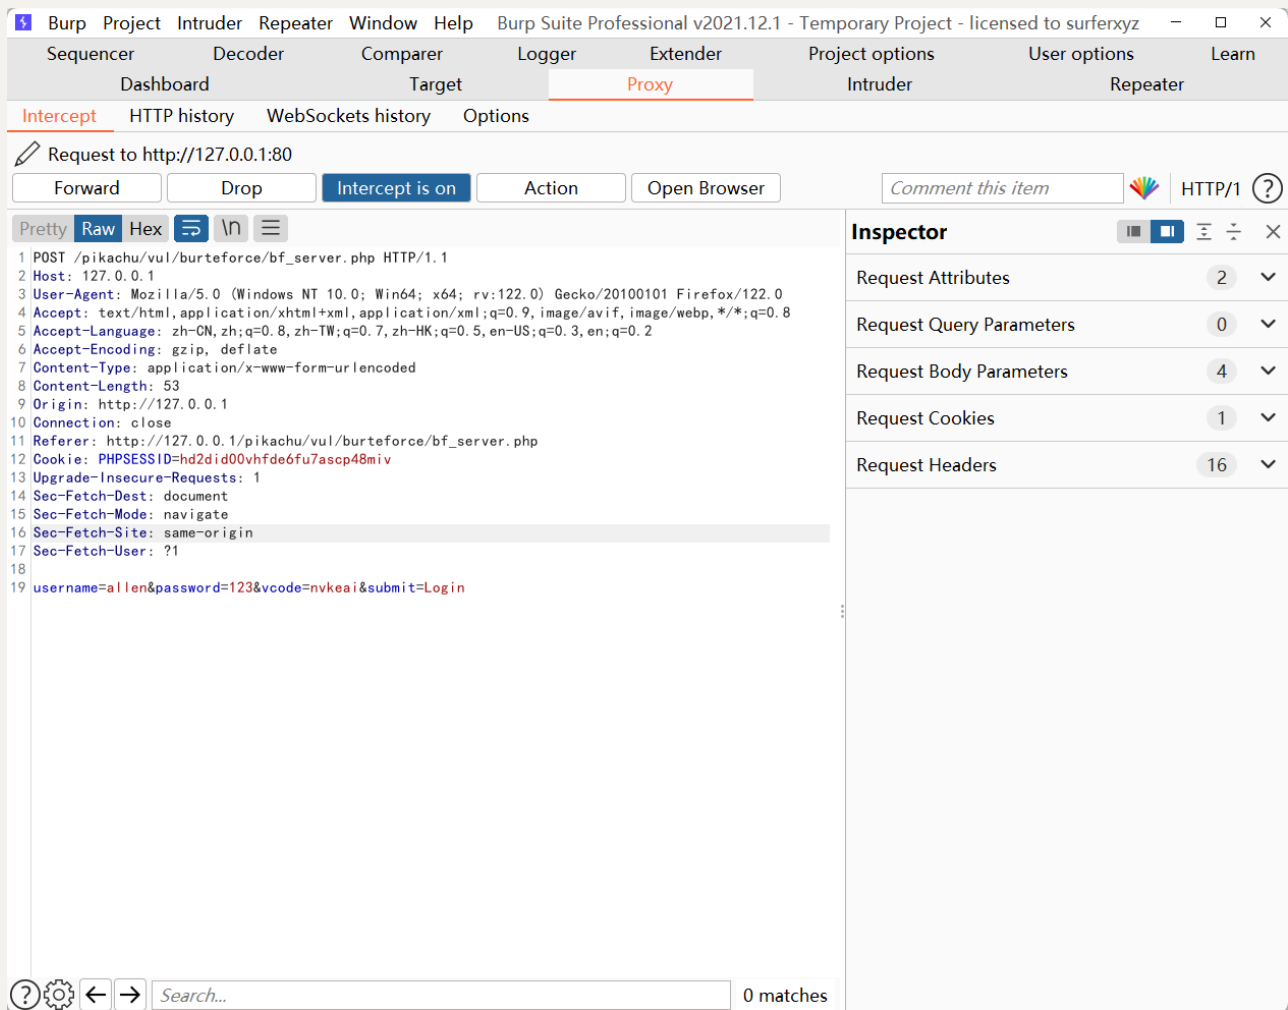 Burp Project Intruder Repeater Window Help Burp Suite Professional v2021.12.1 - Temporary Project - licensed to surferxyz
Sequencer Decoder Comparer Logger Extender Project options User options Learn
Dashboard Target Proxy Intruder Repeater
Intercept HTTP history WebSockets history Options
Request to http://127.0.0.1:80
Forward Drop Intercept is on Action Open Browser Comment this item HTTP/1 ?
Pretty Raw Hex \n
Inspector
1 POST /pikachu/vul/burteforce/bf_server.php HTTP/1.1
2 Host: 127.0.0.1
3 User-Agent: Mozilla/5.0 (Windows NT 10.0; Win64; x64; rv:122.0) Gecko/20100101 Firefox/122.0
4 Accept: text/html,application/xhtml+xml,application/xml;q=0.9,image/avif,image/webp,*/*;q=0.8
5 Accept-Language: zh-CN,zh;q=0.8,zh-TW;q=0.7,zh-HK;q=0.5,en-US;q=0.3,en;q=0.2
6 Accept-Encoding: gzip, deflate
7 Content-Type: application/x-www-form-urlencoded
8 Content-Length: 53
9 Origin: http://127.0.0.1
10 Connection: close
11 Referer: http://127.0.0.1/pikachu/vul/burteforce/bf_server.php
12 Cookie: PHPSESSID=hd2did00vhfde6fu7ascp48miv
13 Upgrade-Insecure-Requests: 1
14 Sec-Fetch-Dest: document
15 Sec-Fetch-Mode: navigate
16 Sec-Fetch-Site: same-origin
17 Sec-Fetch-User: ?1
18
19 username=allen&password=123&vcode=nvkeai&submit=Login
Request Attributes 2
Request Query Parameters 0
Request Body Parameters 4
Request Cookies 1
Request Headers 16
? Search... 0 matches